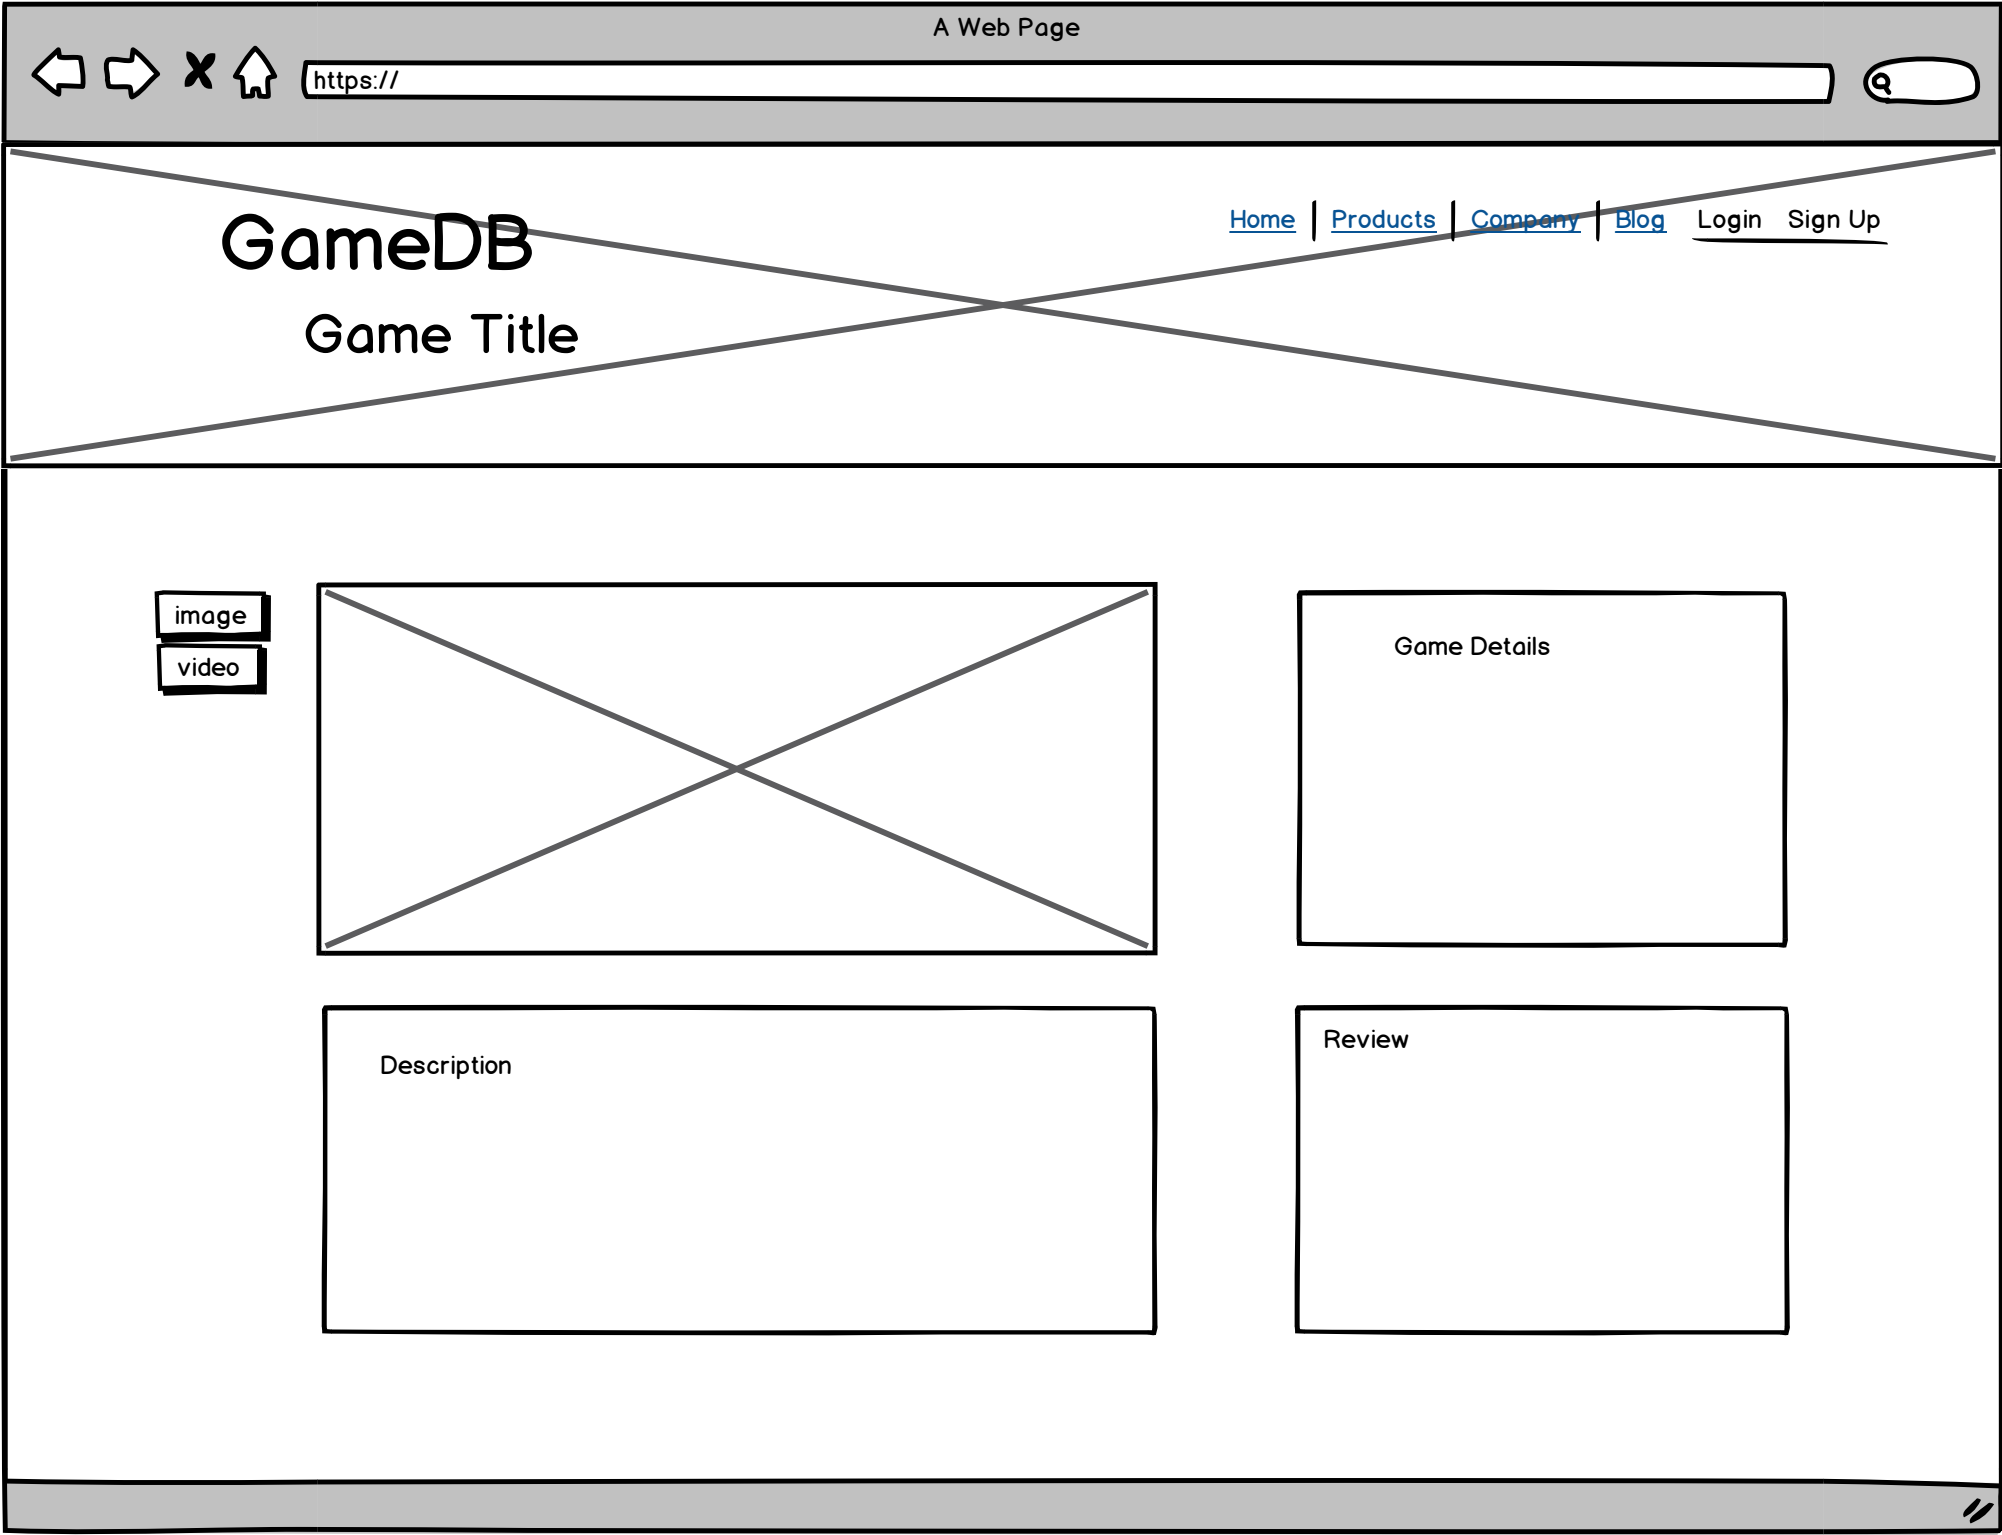 A Web Page
https://
GameDB
Home Products Company Blog Login Sign Up
Game Title
image
video
Game Details
Description
Review